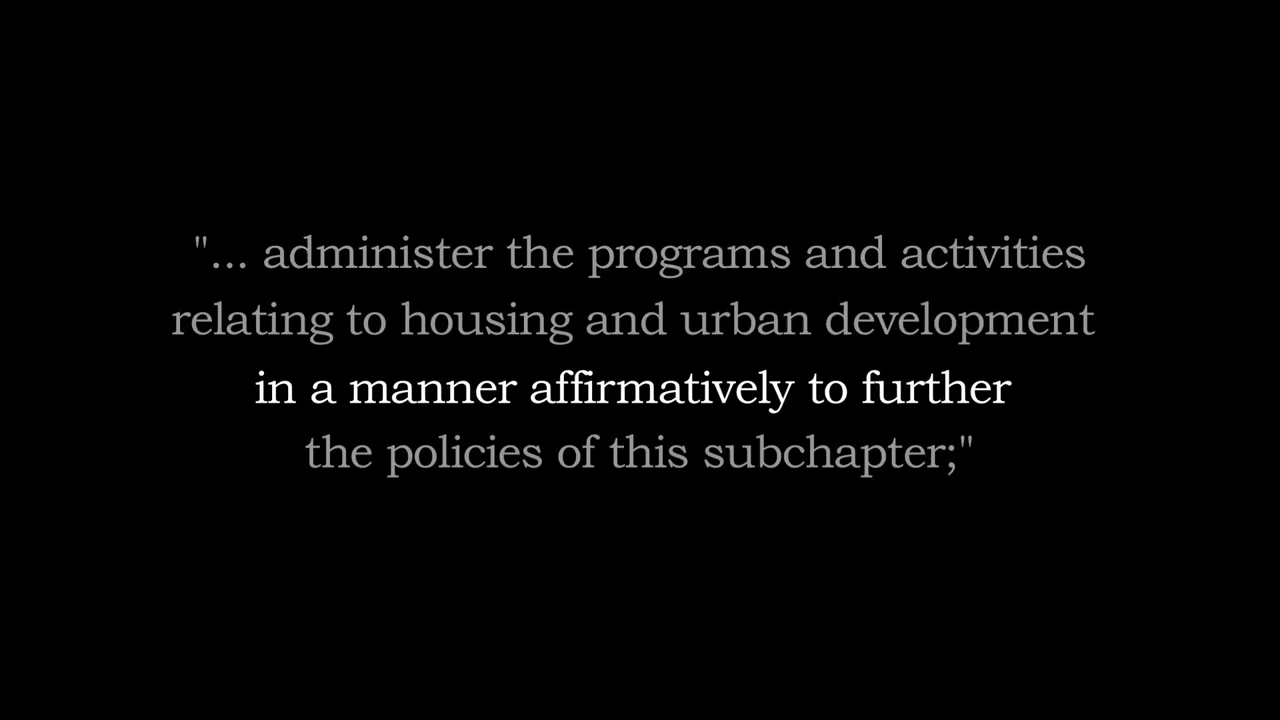 "... administer the programs and activities
relating to housing and urban development
in a manner affirmatively to further
the policies of this subchapter;"